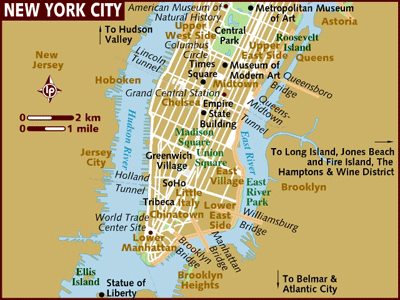 NEW YORK CITY
American Museum of
Natural History
Metropolitan Museum
of Art
Astoria
To Hudson
Valley
Upper
West Side
Central
Park
Upper
East Side
Roosevelt
Island
Columbus
Circle
New
Jersey
Lincoln
Tunnel
Times
Square
Museum of
Modern Art
Queensboro
Bridge
Hoboken
Midtown
Grand Central Station
Queens-
Midtown
Tunnel
Queens
lp
Chelsea
Empire
State
Building
0 2 km
0 1 mile
Hudson River
Madison
Square
Union
Square
East River
To Long Island, Jones Beach
and Fire Island, The
Hamptons & Wine District
Jersey
City
Greenwich Village
Holland
Tunnel
East
Village
SoHo
East
River
Park
Brooklyn
Tribeca
Little
Italy
Chinatown
Lower
East
Side
World Trade
Center Site
Williamsburg
Bridge
Lower
Manhattan
Brooklyn
Bridge
Manhattan
Bridge
Ellis
Island
Brooklyn
Heights
To Belmar &
Atlantic City
Statue of
Liberty